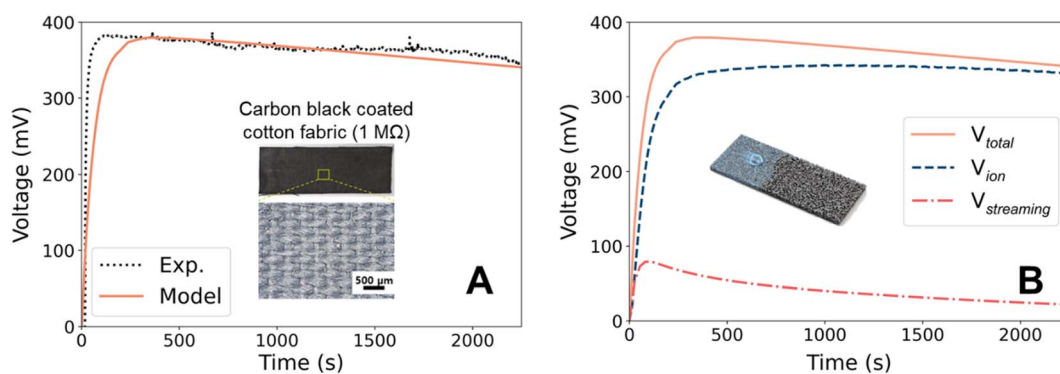 400
300
200
100
0
Voltage (mV)
Carbon black coated
cotton fabric (1 MΩ)
500 µm
Exp.
Model
A
0
500
1000
1500
2000
Time (s)
400
300
200
100
0
Voltage (mV)
V_total
V_ion
V_streaming
B
0
500
1000
1500
2000
Time (s)